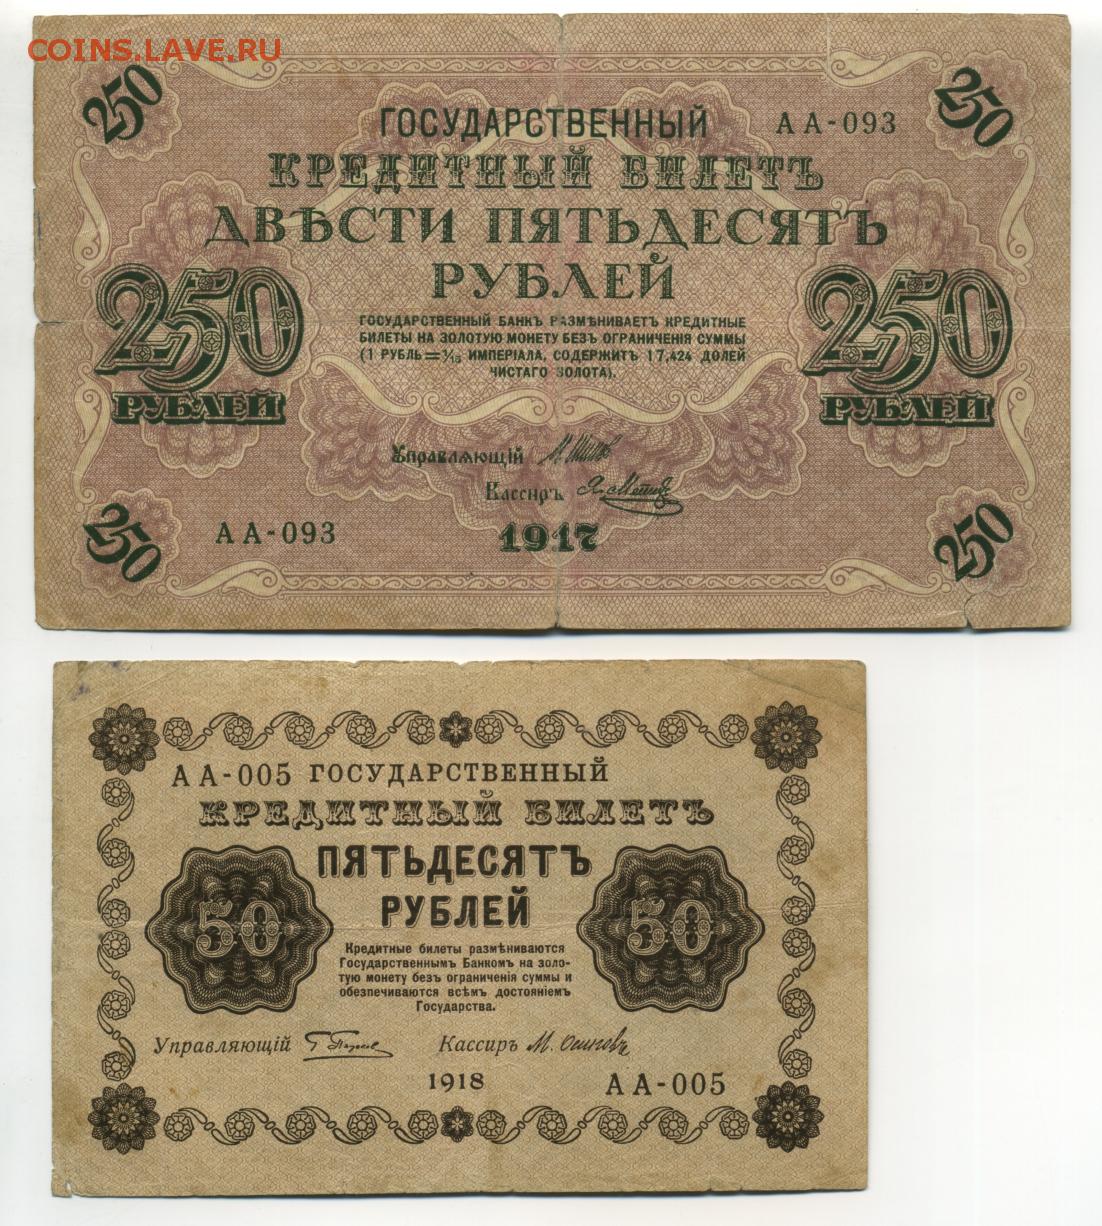 COINS.LAVE.RU
250 250
ГОСУДАРСТВЕННЫЙ АА-093
КРЕДИТНЫЙ БИЛЕТЪ
ДВѢСТИ ПЯТЬДЕСЯТЪ
РУБЛЕЙ
250 250
РУБЛЕЙ РУБЛЕЙ
ГОСУДАРСТВЕННЫЙ БАНКЪ РАЗМѢНИВАЕТЪ КРЕДИТНЫЕ
БИЛЕТЫ НА ЗОЛОТУЮ МОНЕТУ БЕЗЪ ОГРАНИЧЕНІЯ СУММЫ
(1 РУБЛЬ = 1/15 ИМПЕРІАЛА, СОДЕРЖИТЪ 17,424 ДОЛЕЙ
ЧИСТАГО ЗОЛОТА).
Управляющій
Кассиръ
АА-093
1917
250 250
АА-005 ГОСУДАРСТВЕННЫЙ
КРЕДИТНЫЙ БИЛЕТЪ
ПЯТЬДЕСЯТЪ
РУБЛЕЙ
50 50
Кредитные билеты размѣниваются
Государственнымъ Банкомъ на золо-
тую монету безъ ограниченія суммы и
обезпечиваются всѣмъ достояніемъ
Государства.
Управляющій
Кассиръ М. Осиповъ
1918
АА-005